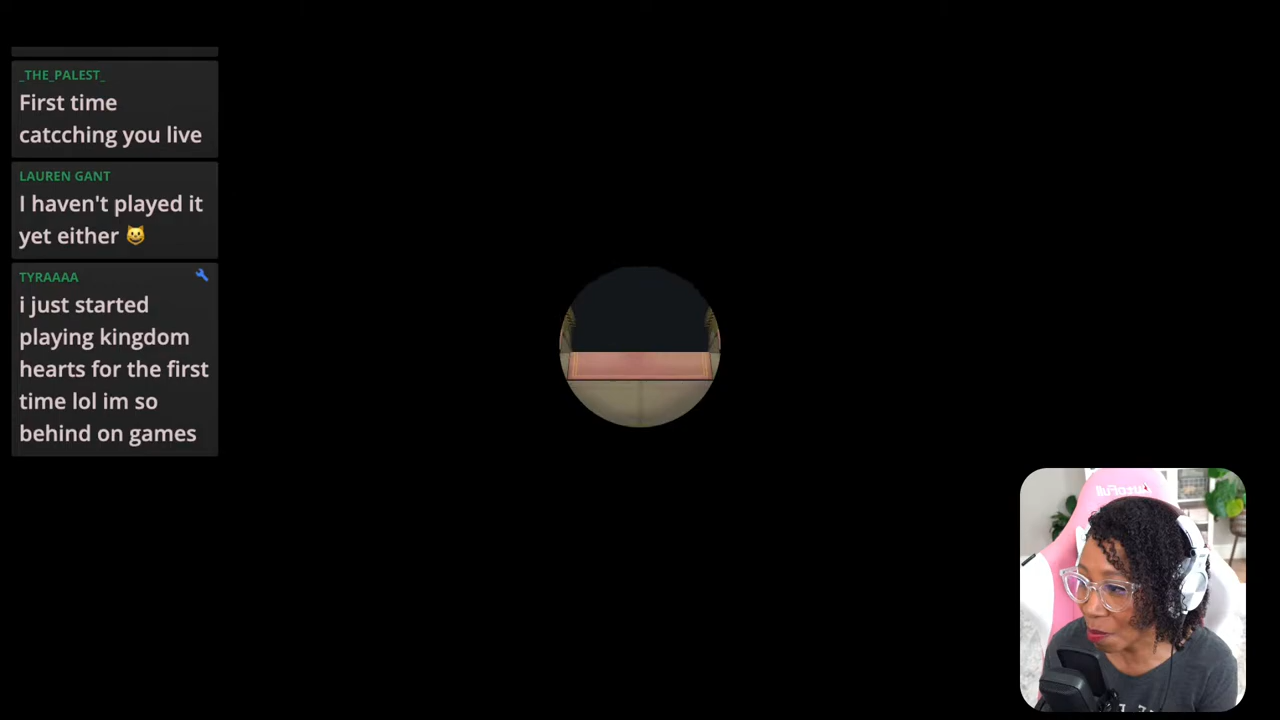 _THE_PALEST_
First time
catcching you live
LAUREN GANT
I haven't played it
yet either 😺
TYRAAAA
i just started
playing kingdom
hearts for the first
time lol im so
behind on games